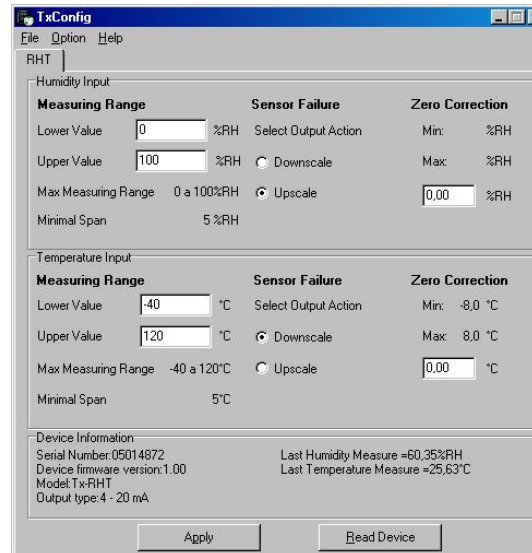 TxConfig
File Option Help
RHT
Humidity Input
Measuring Range Sensor Failure Zero Correction
Lower Value 0 %RH Select Output Action Min: %RH
Upper Value 100 %RH Downscale Max: %RH
Max Measuring Range 0 a 100%RH Upscale 0,00 %RH
Minimal Span 5 %RH
Temperature Input
Measuring Range Sensor Failure Zero Correction
Lower Value -40 °C Select Output Action Min: -8,0 °C
Upper Value 120 °C Downscale Max: 8,0 °C
Max Measuring Range -40 a 120°C Upscale 0,00 °C
Minimal Span 5°C
Device Information
Serial Number:05014872 Last Humidity Measure =60,35%RH
Device firmware version:1.00 Last Temperature Measure =25,63°C
Model:Tx-RHT
Output type:4 - 20 mA
Apply Read Device